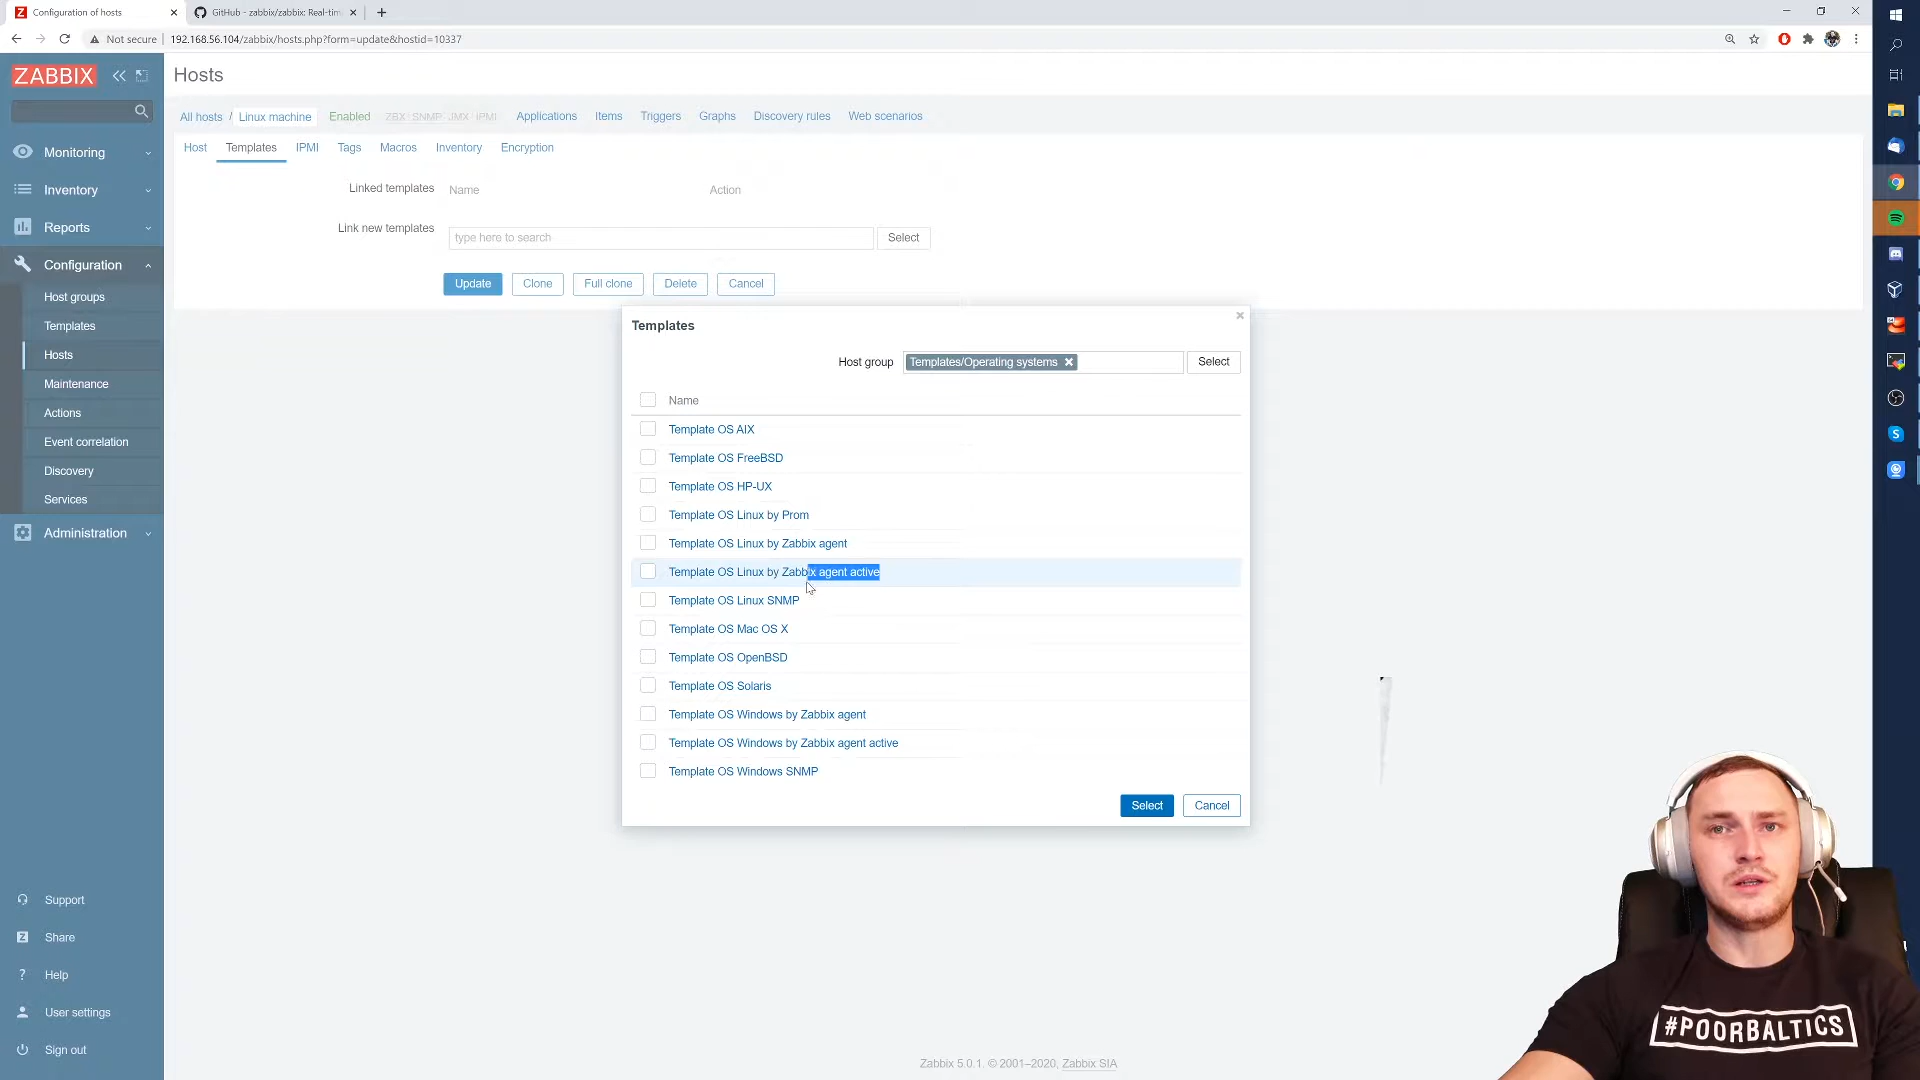 Configuration of hosts
GitHub - zabbix/zabbix: Real-tim
Not secure
192.168.56.104/zabbix/hosts.php?form=update&hostid=10337
ZABBIX
Hosts
All hosts / Linux machine Enabled ZBX SNMP JMX IPMI Applications Items Triggers Graphs Discovery rules Web scenarios
Host Templates IPMI Tags Macros Inventory Encryption
Linked templates Name Action
Link new templates type here to search Select
Update Clone Full clone Delete Cancel
Monitoring
Inventory
Reports
Configuration
Host groups
Templates
Hosts
Maintenance
Actions
Event correlation
Discovery
Services
Administration
Support
Share
Help
User settings
Sign out
Templates
Host group Templates/Operating systems Select
Name
Template OS AIX
Template OS FreeBSD
Template OS HP-UX
Template OS Linux by Prom
Template OS Linux by Zabbix agent
Template OS Linux by Zabbix agent active
Template OS Linux SNMP
Template OS Mac OS X
Template OS OpenBSD
Template OS Solaris
Template OS Windows by Zabbix agent
Template OS Windows by Zabbix agent active
Template OS Windows SNMP
Select Cancel
#POORBALTICS
Zabbix 5.0.1. © 2001–2020, Zabbix SIA